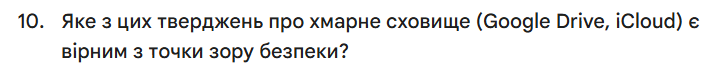 10. Яке з цих тверджень про хмарне сховище (Google Drive, iCloud) є
вірним з точки зору безпеки?